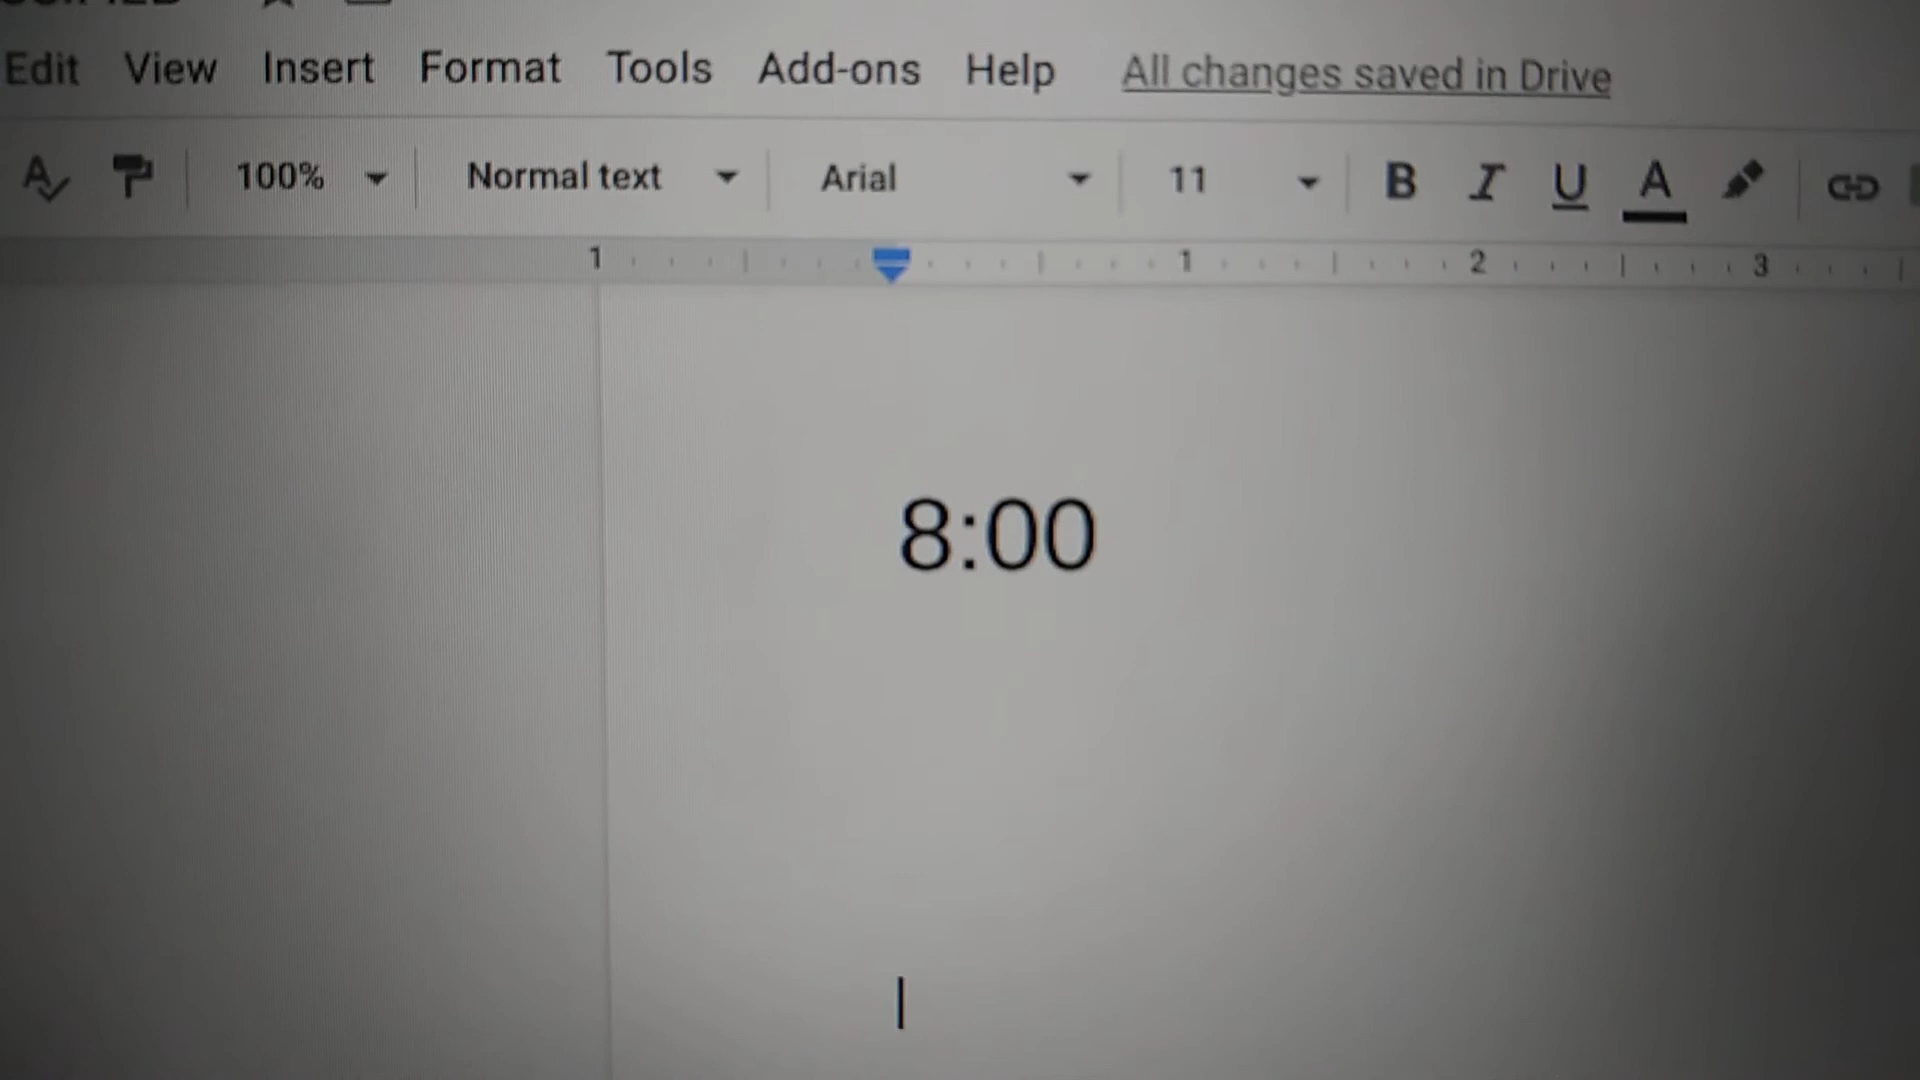 Edit View Insert Format Tools Add-ons Help All changes saved in Drive
100% Normal text Arial 11 B I U A
1 1 2 3
8:00